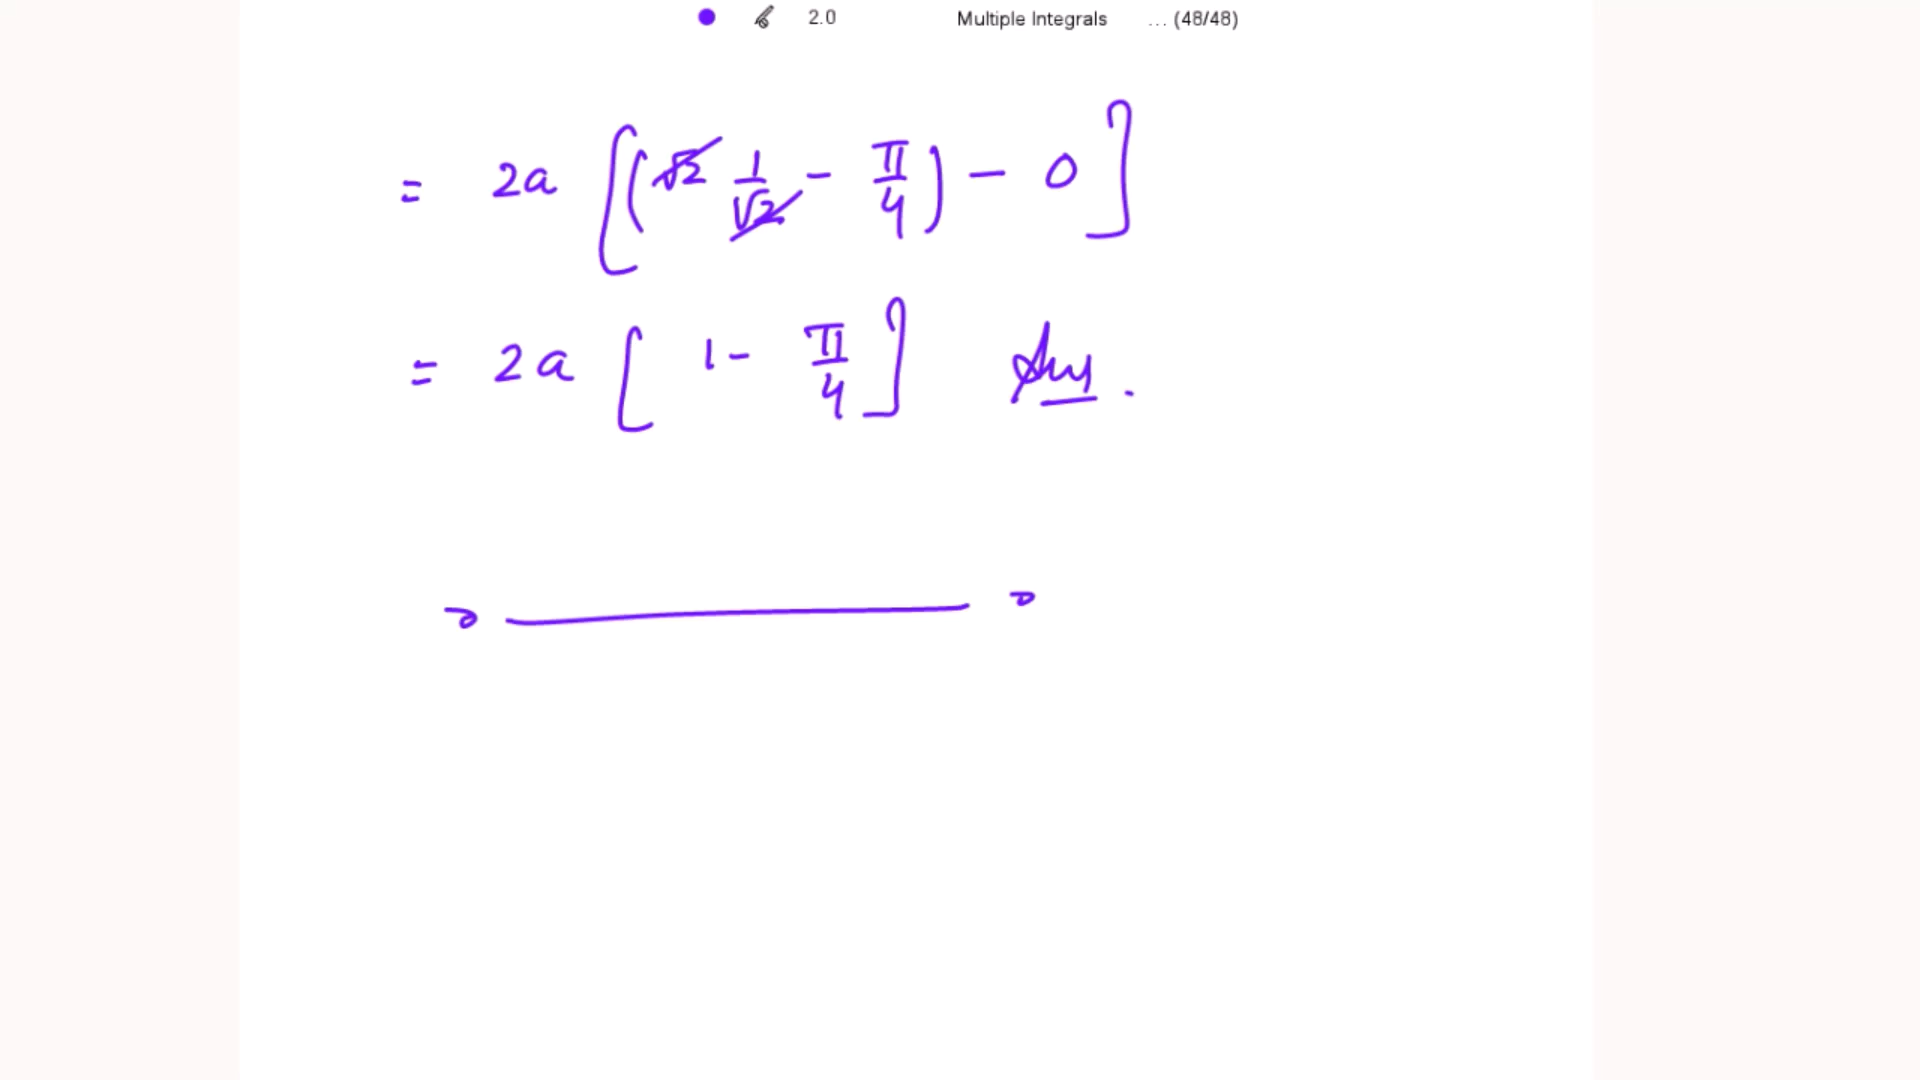 2.0 Multiple Integrals ... (48/48)
= 2a [(√2 1/√2 - π/4) - 0]
= 2a [1 - π/4] Ans.